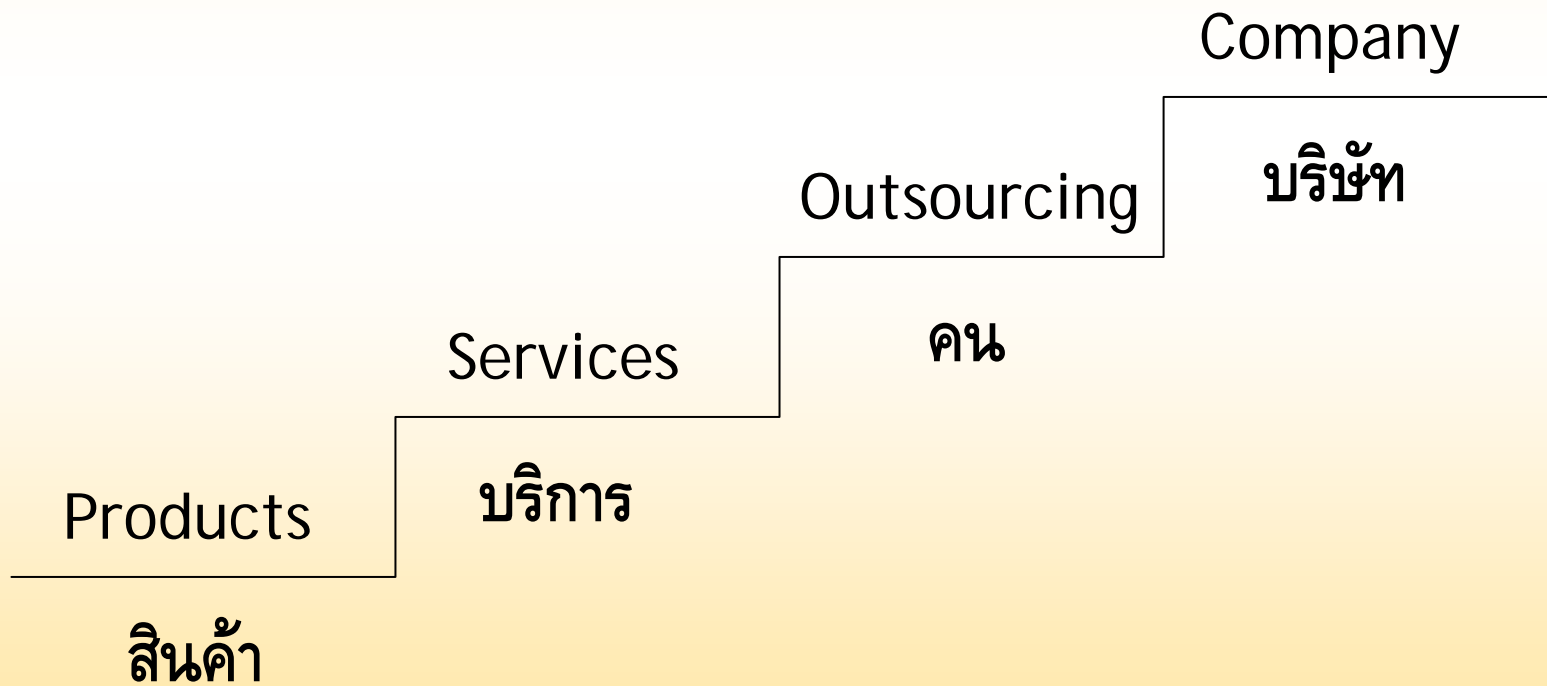 Company
บริษัท
Outsourcing
คน
Services
บริการ
Products
สินค้า